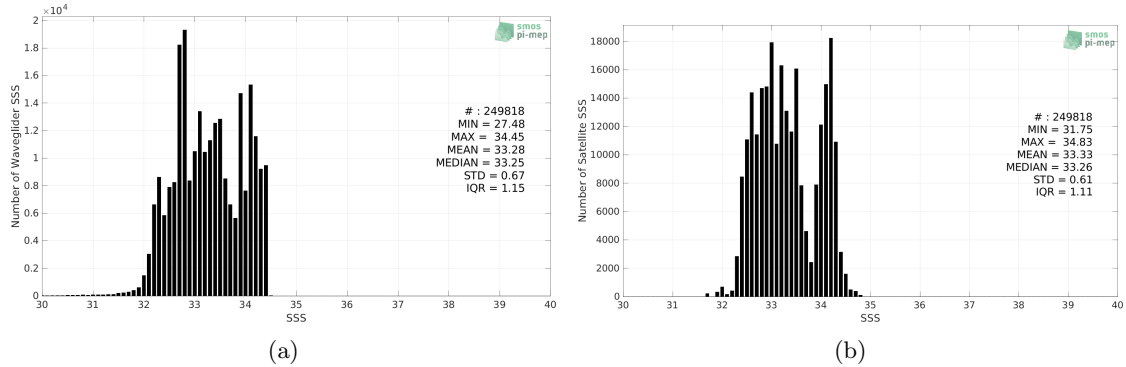 ×10⁴
2
1.8
1.6
1.4
1.2
1
0.8
0.6
0.4
0.2
0
Number of Waveglider SSS
30 31 32 33 34 35 36 37 38 39 40
SSS
smos
pi-mep
# : 249818
MIN = 27.48
MAX = 34.45
MEAN = 33.28
MEDIAN = 33.25
STD = 0.67
IQR = 1.15
(a)
18000
16000
14000
12000
10000
8000
6000
4000
2000
0
Number of Satellite SSS
30 31 32 33 34 35 36 37 38 39 40
SSS
smos
pi-mep
# : 249818
MIN = 31.75
MAX = 34.83
MEAN = 33.33
MEDIAN = 33.26
STD = 0.61
IQR = 1.11
(b)